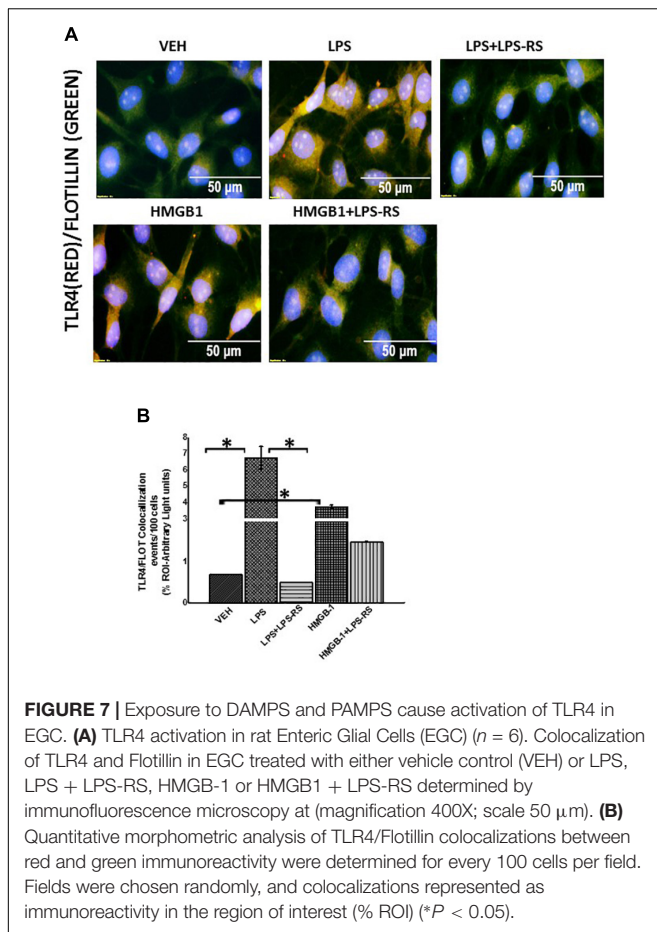 A
VEH
LPS
LPS+LPS-RS
TLR4(RED)/FLOTILLIN (GREEN)
50 µm
50 µm
50 µm
HMGB1
HMGB1+LPS-RS
50 µm
50 µm
B
TLR4/FLOT Colocalization
events/100 cells
(% ROI-Arbitrary Light units)
8
7
6
5
4
3
1
0
*
*
*
VEH
LPS
LPS+LPS-RS
HMGB-1
HMGB-1+LPS-RS
FIGURE 7 | Exposure to DAMPS and PAMPS cause activation of TLR4 in
EGC. (A) TLR4 activation in rat Enteric Glial Cells (EGC) (n = 6). Colocalization
of TLR4 and Flotillin in EGC treated with either vehicle control (VEH) or LPS,
LPS + LPS-RS, HMGB-1 or HMGB1 + LPS-RS determined by
immunofluorescence microscopy at (magnification 400X; scale 50 µm). (B)
Quantitative morphometric analysis of TLR4/Flotillin colocalizations between
red and green immunoreactivity were determined for every 100 cells per field.
Fields were chosen randomly, and colocalizations represented as
immunoreactivity in the region of interest (% ROI) (*P < 0.05).